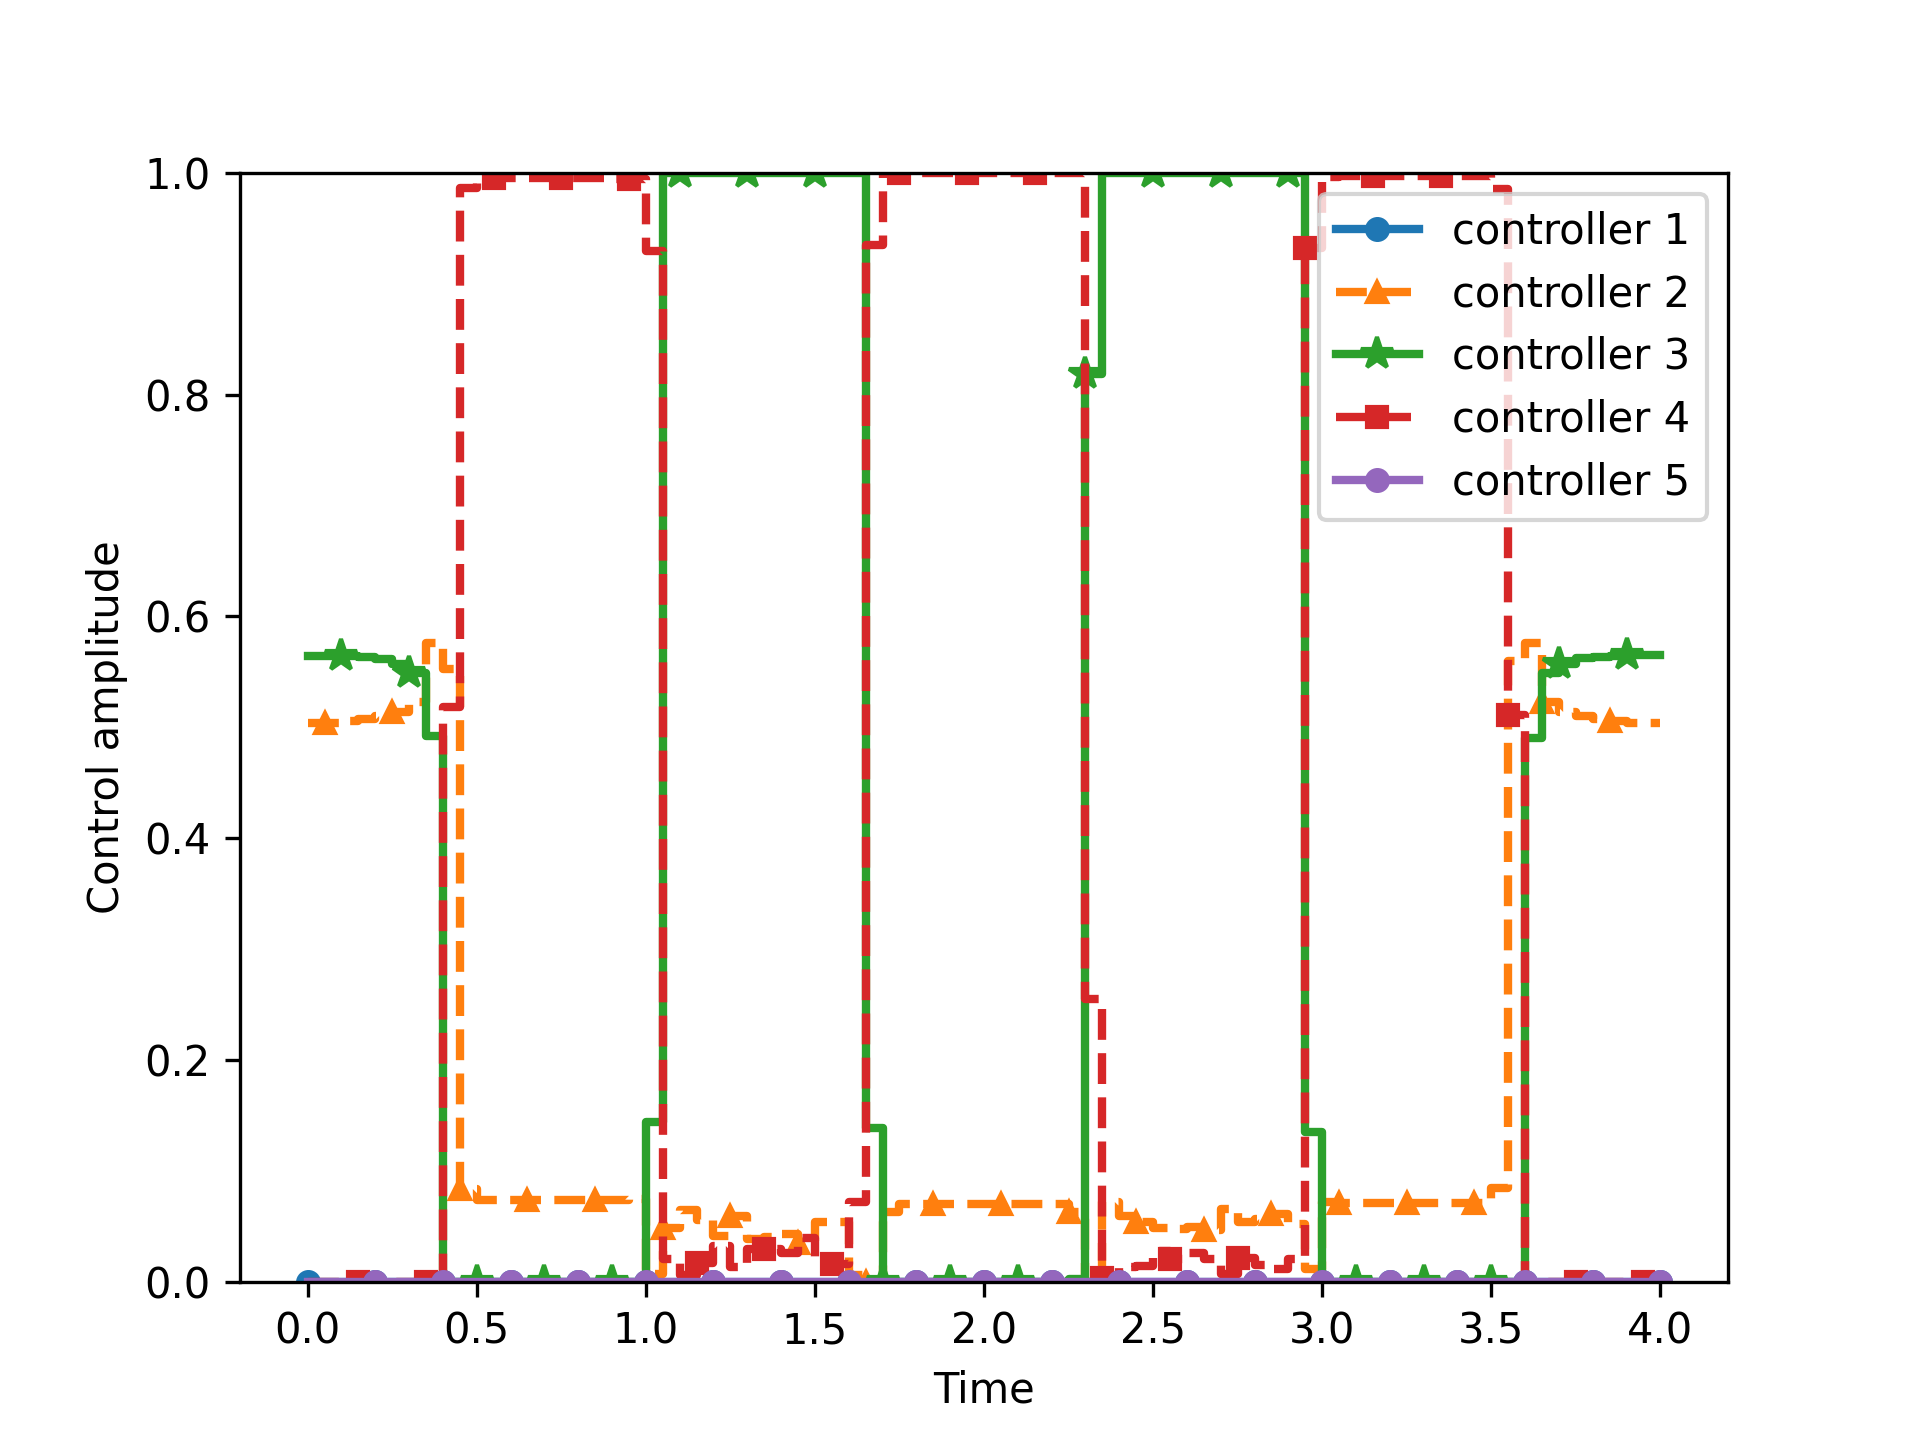 1.0
0.8
0.6
0.4
0.2
0.0
Control amplitude
controller 1
controller 2
controller 3
controller 4
controller 5
0.0 0.5 1.0 1.5 2.0 2.5 3.0 3.5 4.0
Time